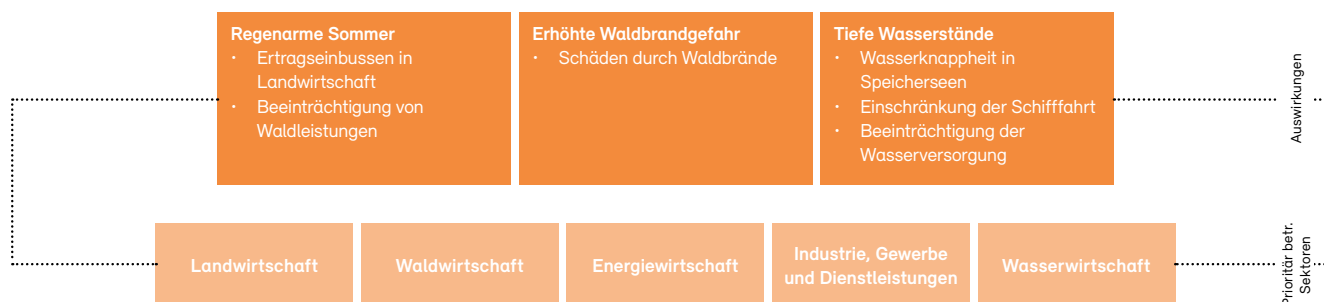 Regenarme Sommer
· Ertragseinbussen in
Landwirtschaft
· Beeinträchtigung von
Waldleistungen
Erhöhte Waldbrandgefahr
· Schäden durch Waldbrände
Tiefe Wasserstände
· Wasserknappheit in
Speicherseen
· Einschränkung der Schifffahrt
· Beeinträchtigung der
Wasserversorgung
Auswirkungen
Landwirtschaft
Waldwirtschaft
Energiewirtschaft
Industrie, Gewerbe
und Dienstleistungen
Wasserwirtschaft
Prioritär betr.
Sektoren